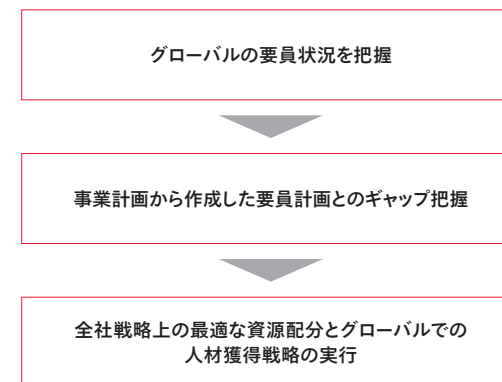 グローバルの要員状況を把握
事業計画から作成した要員計画とのギャップ把握
全社戦略上の最適な資源配分とグローバルでの
人材獲得戦略の実行